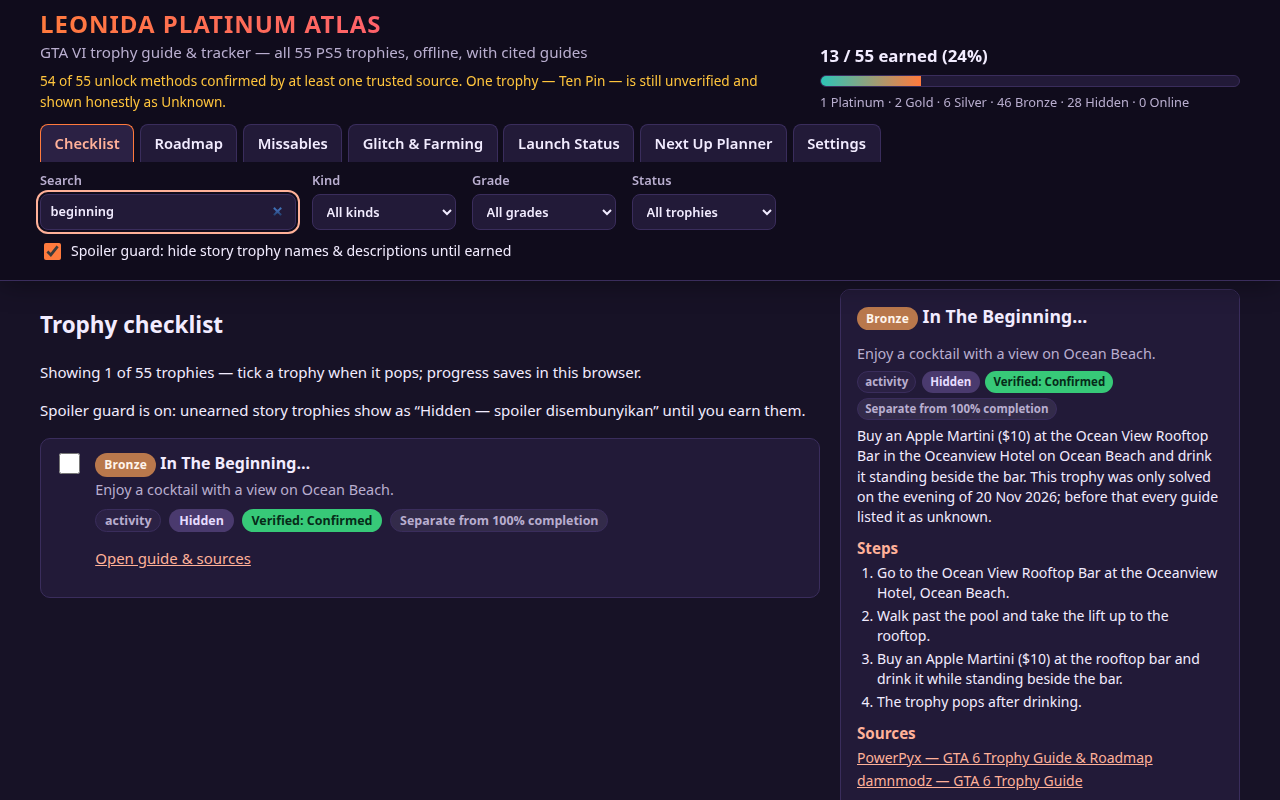 LEONIDA PLATINUM ATLAS
GTA VI trophy guide & tracker — all 55 PS5 trophies, offline, with cited guides
54 of 55 unlock methods confirmed by at least one trusted source. One trophy — Ten Pin — is still unverified and
shown honestly as Unknown.
13 / 55 earned (24%)
1 Platinum · 2 Gold · 6 Silver · 46 Bronze · 28 Hidden · 0 Online
Checklist
Roadmap
Missables
Glitch & Farming
Launch Status
Next Up Planner
Settings
Search
Kind
Grade
Status
beginning
All kinds
All grades
All trophies
Spoiler guard: hide story trophy names & descriptions until earned
Trophy checklist
Showing 1 of 55 trophies — tick a trophy when it pops; progress saves in this browser.
Spoiler guard is on: unearned story trophies show as “Hidden — spoiler disembunyikan” until you earn them.
Bronze In The Beginning...
Enjoy a cocktail with a view on Ocean Beach.
activity
Hidden
Verified: Confirmed
Separate from 100% completion
Open guide & sources
Bronze In The Beginning...
Enjoy a cocktail with a view on Ocean Beach.
activity
Hidden
Verified: Confirmed
Separate from 100% completion
Buy an Apple Martini ($10) at the Ocean View Rooftop
Bar in the Oceanview Hotel on Ocean Beach and drink
it standing beside the bar. This trophy was only solved
on the evening of 20 Nov 2026; before that every guide
listed it as unknown.
Steps
1. Go to the Ocean View Rooftop Bar at the Oceanview
Hotel, Ocean Beach.
2. Walk past the pool and take the lift up to the
rooftop.
3. Buy an Apple Martini ($10) at the rooftop bar and
drink it while standing beside the bar.
4. The trophy pops after drinking.
Sources
PowerPyx — GTA 6 Trophy Guide & Roadmap
damnmodz — GTA 6 Trophy Guide